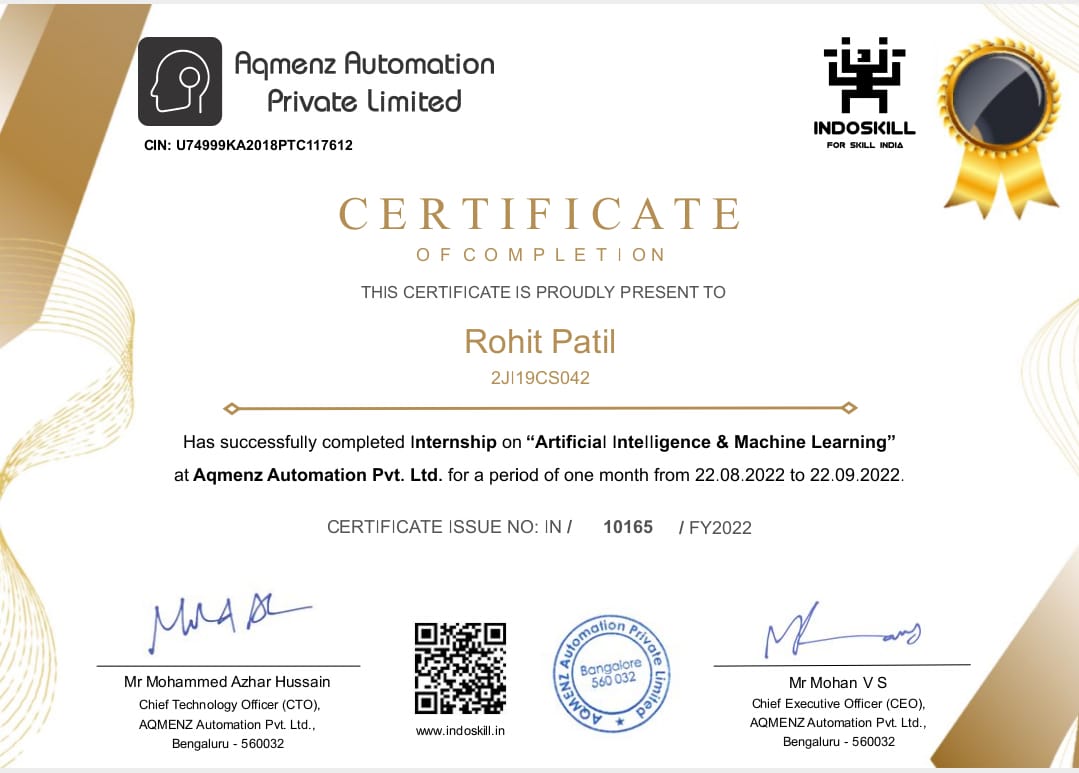 Aqmenz Automation
Private Limited
CIN: U74999KA2018PTC117612
INDOSKILL
FOR SKILL INDIA
CERTIFICATE
OF COMPLETION
THIS CERTIFICATE IS PROUDLY PRESENT TO
Rohit Patil
2JI19CS042
Has successfully completed Internship on “Artificial Intelligence & Machine Learning”
at Aqmenz Automation Pvt. Ltd. for a period of one month from 22.08.2022 to 22.09.2022.
CERTIFICATE ISSUE NO: IN / 10165 / FY2022
Mr Mohammed Azhar Hussain
Chief Technology Officer (CTO),
AQMENZ Automation Pvt. Ltd.,
Bengaluru - 560032
www.indoskill.in
AQMENZ Automation Private Limited
Bangalore
560 032
Mr Mohan V S
Chief Executive Officer (CEO),
AQMENZ Automation Pvt. Ltd.,
Bengaluru - 560032